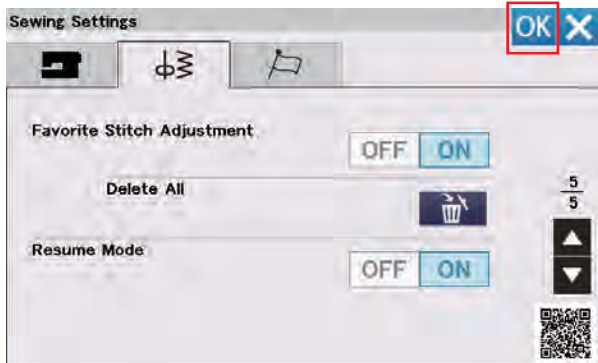 Sewing Settings
OK
Favorite Stitch Adjustment
OFF ON
Delete All
5
5
Resume Mode
OFF ON